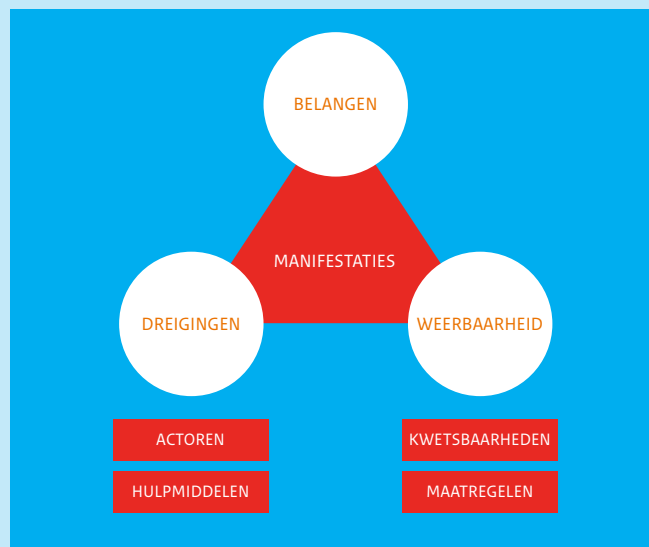 BELANGEN
MANIFESTATIES
DREIGINGEN
WEERBAARHEID
ACTOREN
KWETSBAARHEDEN
HULPMIDDELEN
MAATREGELEN